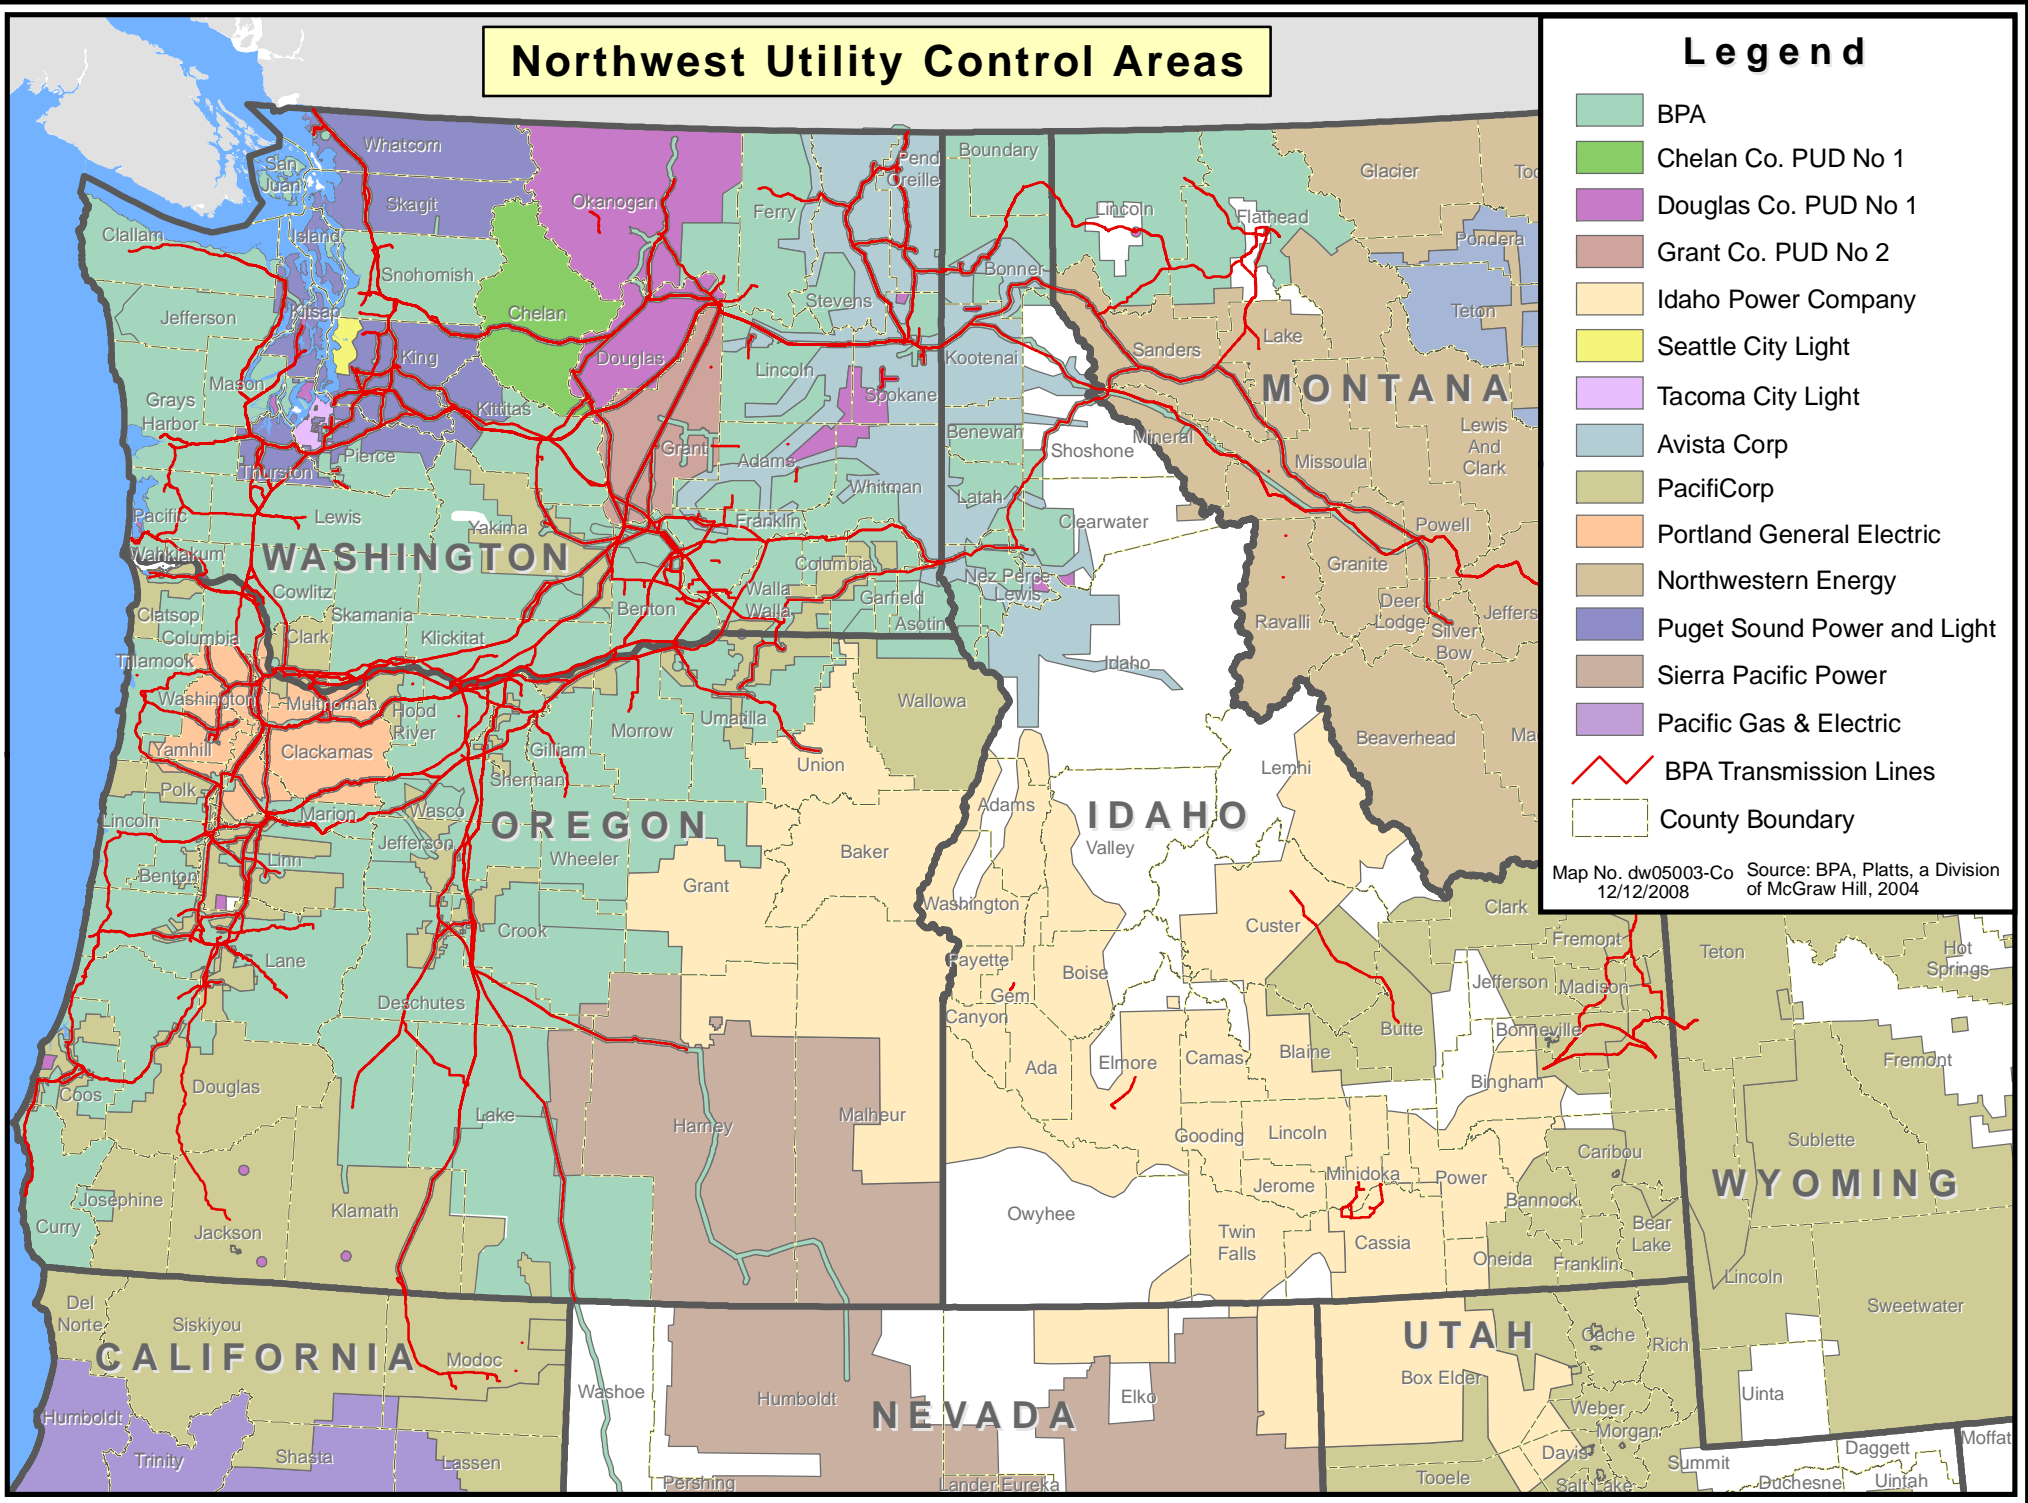 Northwest Utility Control Areas
Legend
BPA
Chelan Co. PUD No 1
Douglas Co. PUD No 1
Grant Co. PUD No 2
Idaho Power Company
Seattle City Light
Tacoma City Light
Avista Corp
PacifiCorp
Portland General Electric
Northwestern Energy
Puget Sound Power and Light
Sierra Pacific Power
Pacific Gas & Electric
BPA Transmission Lines
County Boundary
Map No. dw05003-Co
12/12/2008
Source: BPA, Platts, a Division
of McGraw Hill, 2004
WASHINGTON
Whatcom
San
Juan
Skagit
Island
Clallam
Snohomish
Jefferson
Kitsap
King
Mason
Grays
Harbor
Kittitas
Pierce
Thurston
Pacific
Lewis
Wahkiakum
Cowlitz
Skamania
Clark
Klickitat
Yakima
Okanogan
Chelan
Douglas
Ferry
Stevens
Pend
Oreille
Lincoln
Spokane
Grant
Adams
Whitman
Franklin
Benton
Walla
Walla
Columbia
Garfield
Asotin
OREGON
Clatsop
Columbia
Tillamook
Washington
Multnomah
Hood
River
Yamhill
Clackamas
Polk
Marion
Lincoln
Benton
Linn
Wasco
Jefferson
Sherman
Gilliam
Morrow
Umatilla
Wallowa
Union
Wheeler
Baker
Grant
Crook
Lane
Deschutes
Coos
Douglas
Lake
Harney
Malheur
Curry
Josephine
Jackson
Klamath
IDAHO
Boundary
Bonner
Kootenai
Benewah
Shoshone
Latah
Clearwater
Nez Perce
Lewis
Idaho
Adams
Valley
Lemhi
Washington
Custer
Payette
Gem
Boise
Canyon
Ada
Elmore
Camas
Blaine
Butte
Clark
Fremont
Jefferson
Madison
Bonneville
Bingham
Caribou
Gooding
Lincoln
Minidoka
Jerome
Power
Bannock
Owyhee
Twin
Falls
Cassia
Oneida
Franklin
Bear
Lake
MONTANA
Lincoln
Flathead
Glacier
Too
Pondera
Teton
Lake
Sanders
Mineral
Missoula
Lewis
And
Clark
Powell
Granite
Deer
Lodge
Silver
Bow
Jeffers
Ravalli
Beaverhead
Ma
WYOMING
Teton
Hot
Springs
Fremont
Sublette
Lincoln
Sweetwater
Uinta
CALIFORNIA
Del
Norte
Siskiyou
Modoc
Humboldt
Trinity
Shasta
Lassen
NEVADA
Washoe
Humboldt
Elko
Pershing
Lander
Eureka
UTAH
Box Elder
Cache
Rich
Weber
Morgan
Davis
Salt Lake
Tooele
Summit
Daggett
Duchesne
Uintah
Moffat